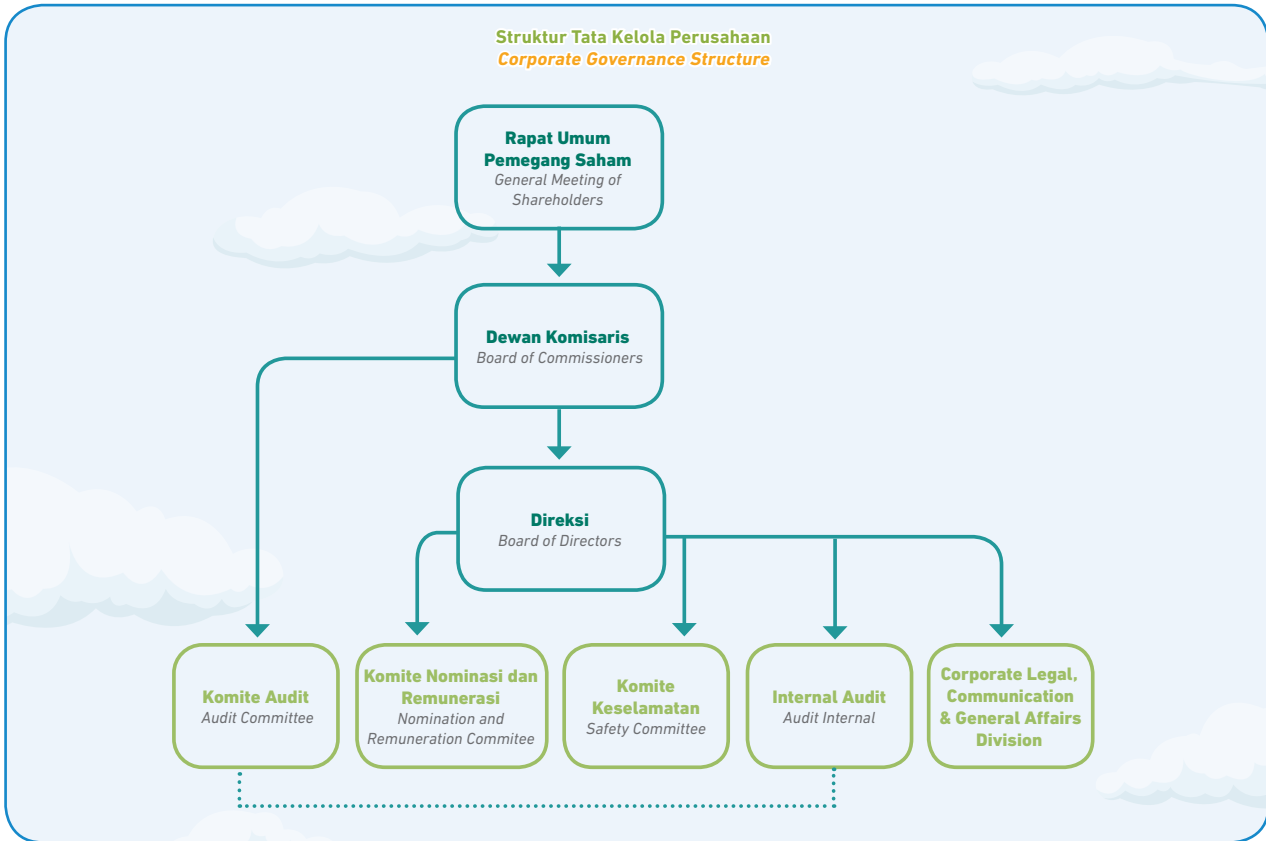 Struktur Tata Kelola Perusahaan
Corporate Governance Structure
Rapat Umum
Pemegang Saham
General Meeting of
Shareholders
Dewan Komisaris
Board of Commissioners
Direksi
Board of Directors
Komite Audit
Audit Committee
Komite Nominasi dan
Remunerasi
Nomination and
Remuneration Commitee
Komite
Keselamatan
Safety Committee
Internal Audit
Audit Internal
Corporate Legal,
Communication
& General Affairs
Division